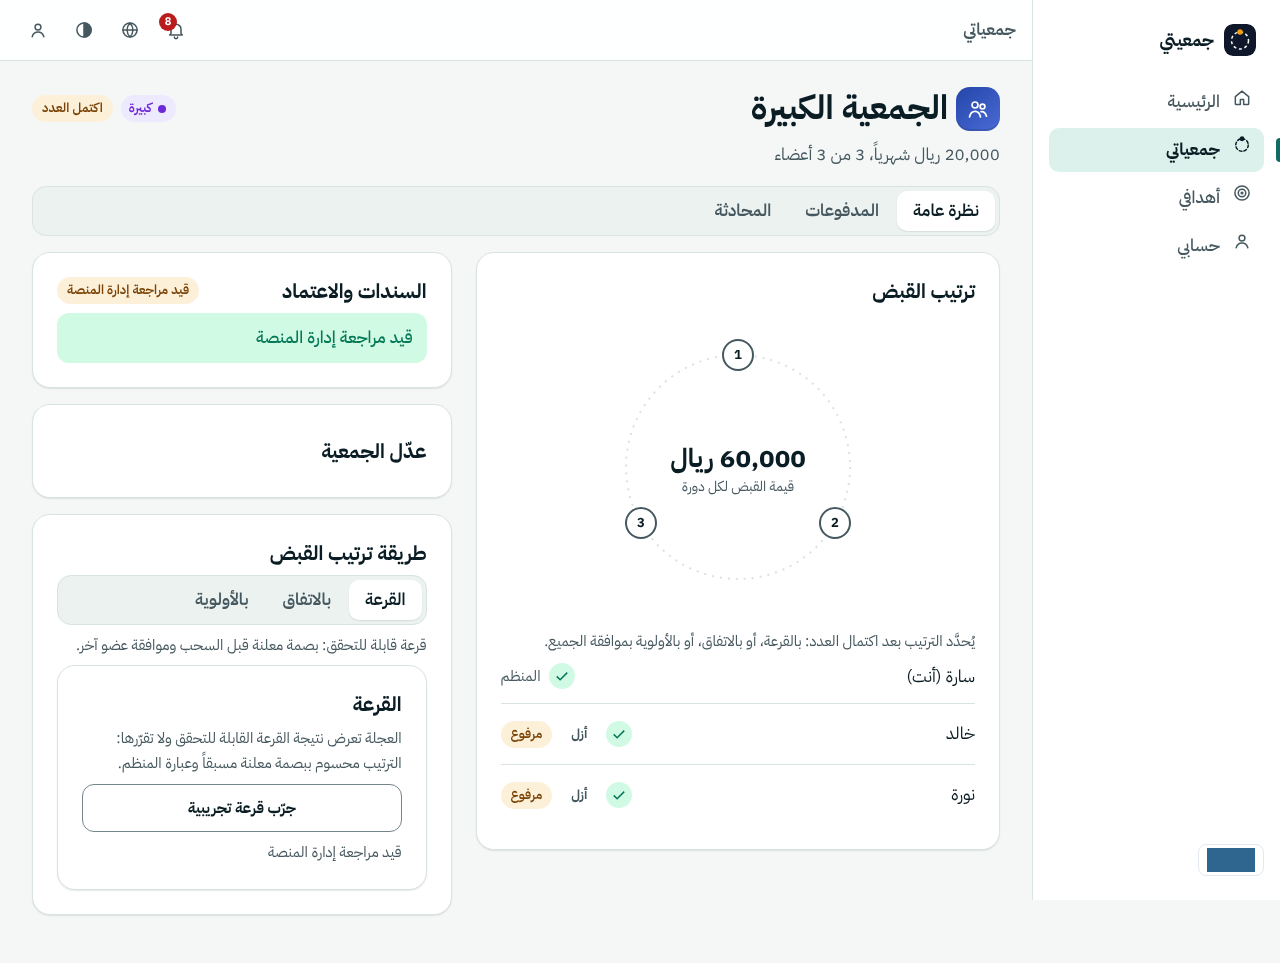 جمعيتي
الرئيسية
جمعياتي
أهدافي
حسابي
جمعياتي
8
الجمعية الكبيرة
كبيرة
اكتمل العدد
20,000 ريال شهرياً، 3 من 3 أعضاء
نظرة عامة
المدفوعات
المحادثة
ترتيب القبض
1
60,000 ريال
قيمة القبض لكل دورة
2
3
يُحدَّد الترتيب بعد اكتمال العدد: بالقرعة، أو بالاتفاق، أو بالأولوية بموافقة الجميع.
سارة (أنت)
المنظم
خالد
أزل
مرفوع
نورة
أزل
مرفوع
السندات والاعتماد
قيد مراجعة إدارة المنصة
قيد مراجعة إدارة المنصة
عدّل الجمعية
طريقة ترتيب القبض
القرعة
بالاتفاق
بالأولوية
قرعة قابلة للتحقق: بصمة معلنة قبل السحب وموافقة عضو آخر.
القرعة
العجلة تعرض نتيجة القرعة القابلة للتحقق ولا تقرّرها:
الترتيب محسوم ببصمة معلنة مسبقاً وعبارة المنظم.
جرّب قرعة تجريبية
قيد مراجعة إدارة المنصة